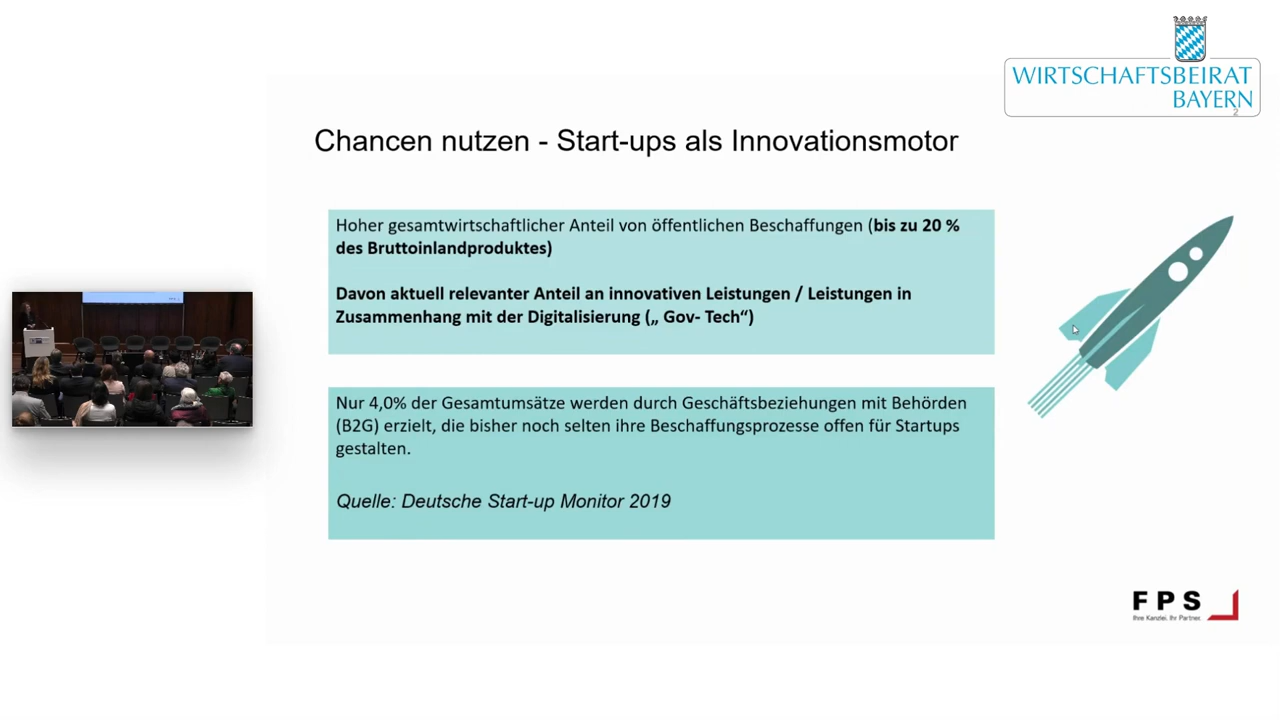 WIRTSCHAFTSBEIRAT
BAYERN
2
Chancen nutzen - Start-ups als Innovationsmotor
Hoher gesamtwirtschaftlicher Anteil von öffentlichen Beschaffungen (bis zu 20 %
des Bruttoinlandproduktes)
Davon aktuell relevanter Anteil an innovativen Leistungen / Leistungen in
Zusammenhang mit der Digitalisierung („ Gov- Tech“)
Nur 4,0% der Gesamtumsätze werden durch Geschäftsbeziehungen mit Behörden
(B2G) erzielt, die bisher noch selten ihre Beschaffungsprozesse offen für Startups
gestalten.
Quelle: Deutsche Start-up Monitor 2019
FPS
Ihre Kanzlei. Ihr Partner.